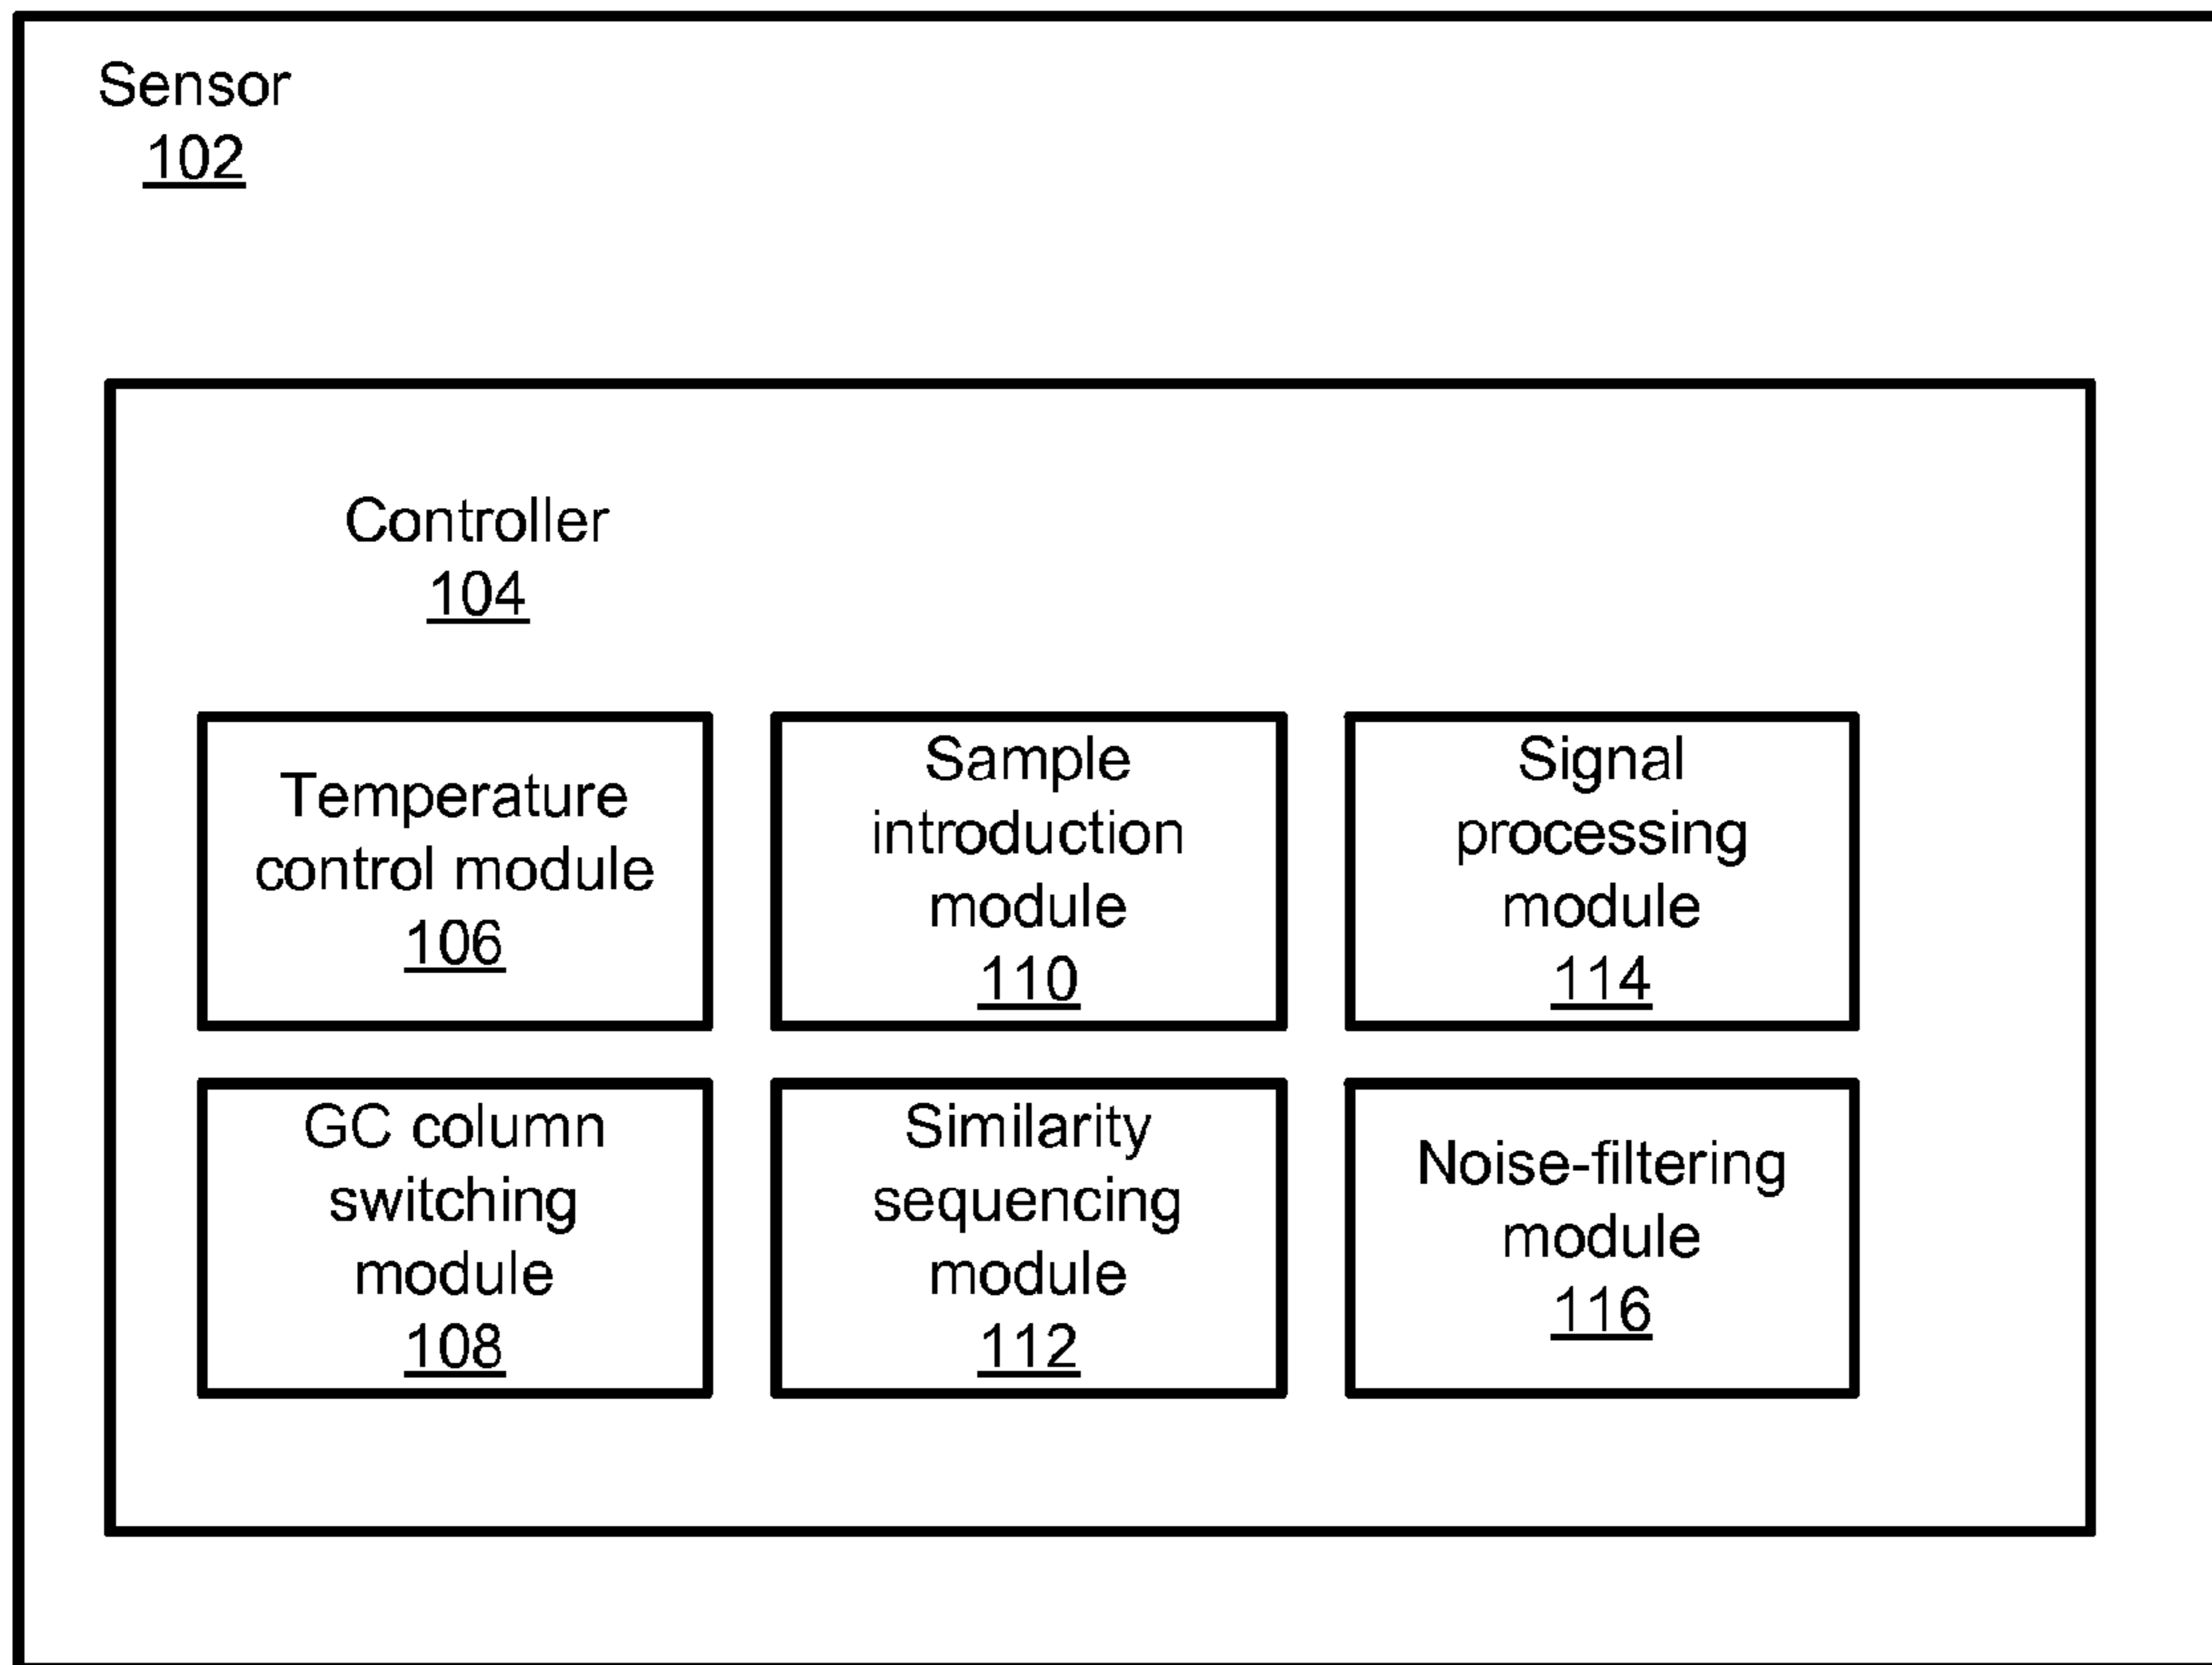 Sensor
102
Controller
104
Temperature
control module
106
Sample
introduction
module
110
Signal
processing
module
114
GC column
switching
module
108
Similarity
sequencing
module
112
Noise-filtering
module
116